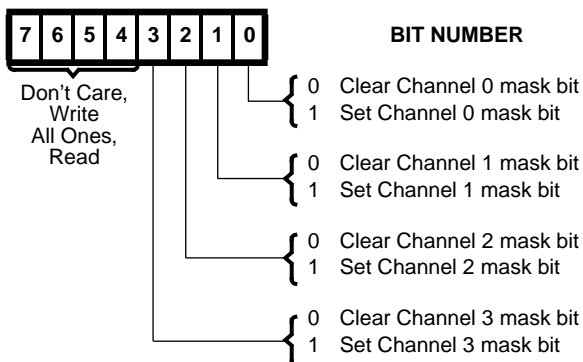 7 6 5 4 3 2 1 0
BIT NUMBER
Don't Care,
Write
All Ones,
Read
0 Clear Channel 0 mask bit
1 Set Channel 0 mask bit
0 Clear Channel 1 mask bit
1 Set Channel 1 mask bit
0 Clear Channel 2 mask bit
1 Set Channel 2 mask bit
0 Clear Channel 3 mask bit
1 Set Channel 3 mask bit